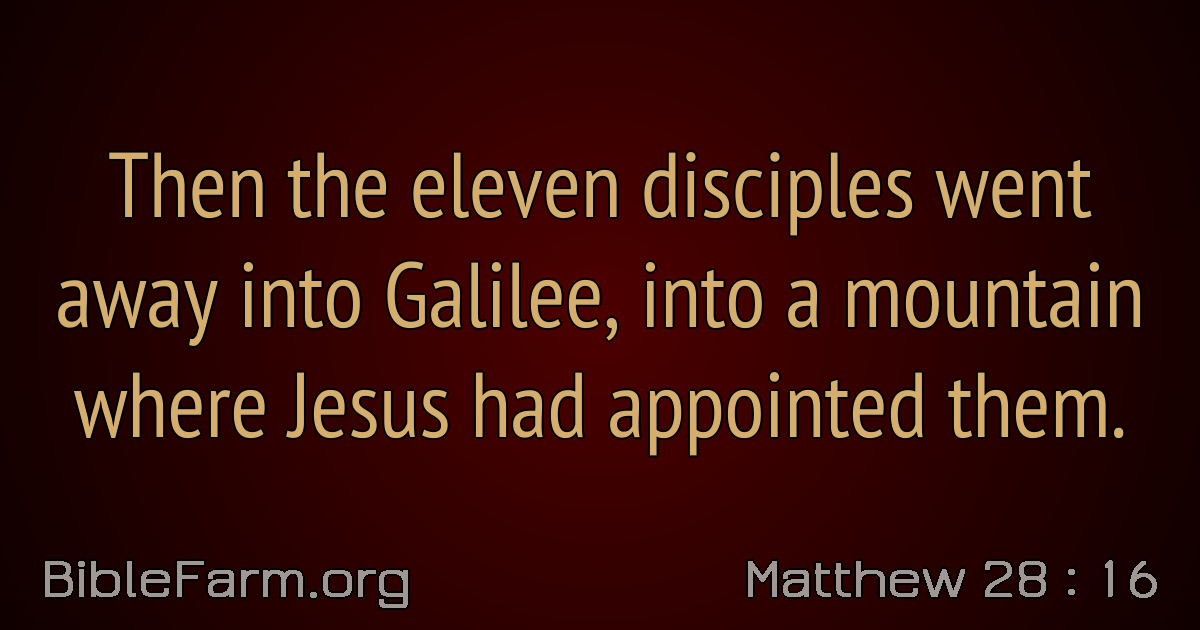 Then the eleven disciples went
away into Galilee, into a mountain
where Jesus had appointed them.
BibleFarm.org
Matthew 28 : 16